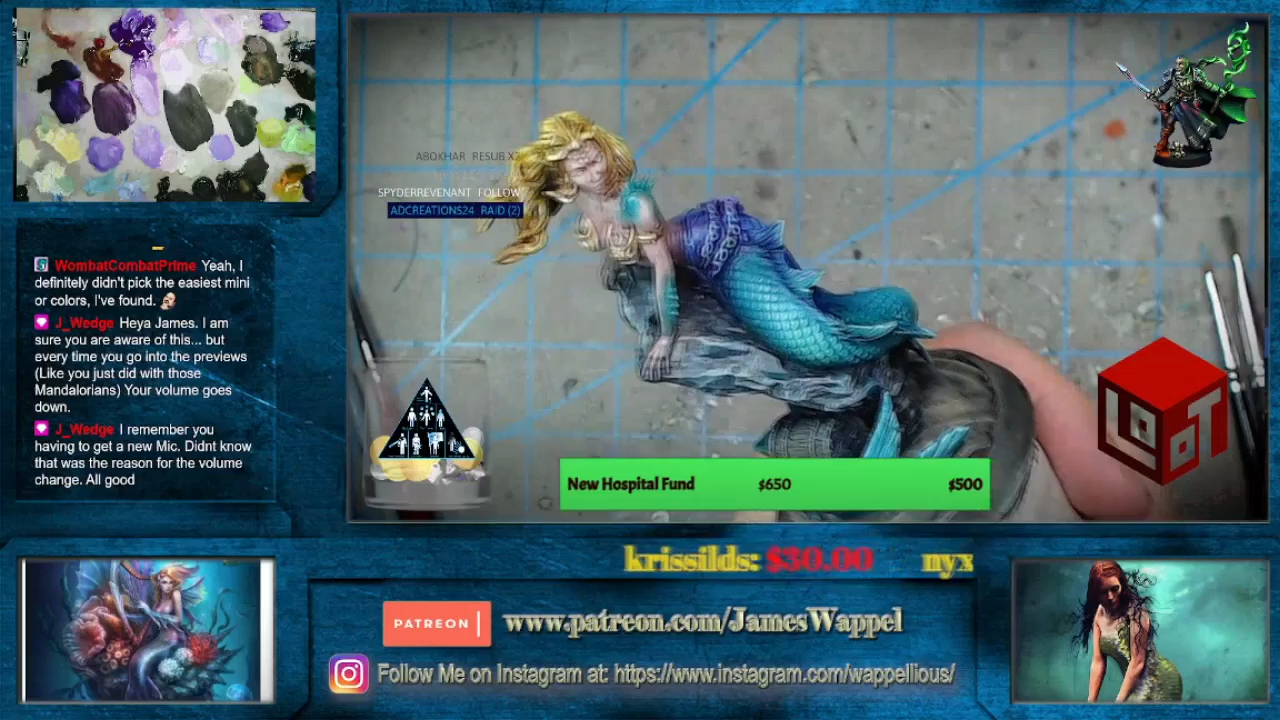 ABOKHAR RESUB X2
SPYDERREVENANT FOLLOW
ADCREATIONS24 RAID (2)
WombatCombatPrime Yeah, I
definitely didn't pick the easiest mini
or colors, I've found.
J_Wedge Heya James. I am
sure you are aware of this... but
every time you go into the previews
(Like you just did with those
Mandalorians) Your volume goes
down.
J_Wedge I remember you
having to get a new Mic. Didnt know
that was the reason for the volume
change. All good
LOOT
New Hospital Fund $650 $500
krissilds: $30.00 nyx
PATREON www.patreon.com/JamesWappel
Follow Me on Instagram at: https://www.instagram.com/wappellious/